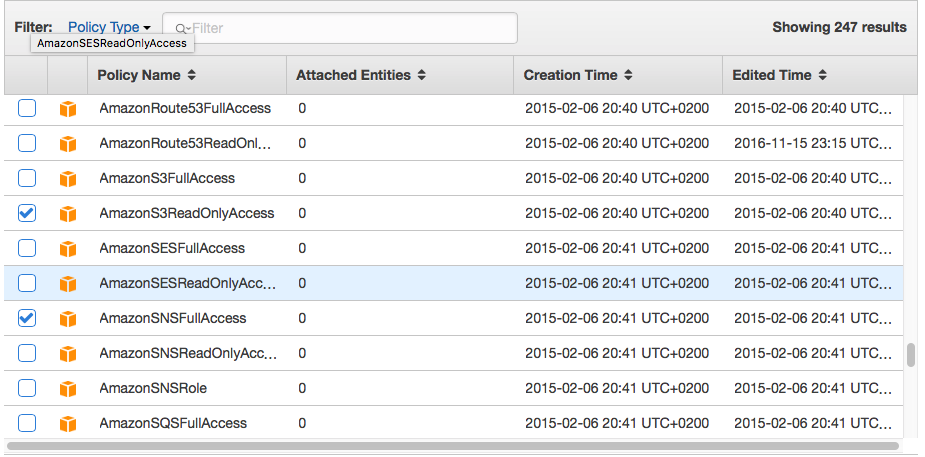 Filter: Policy Type Filter Showing 247 results
AmazonSESReadOnlyAccess
Policy Name Attached Entities Creation Time Edited Time
AmazonRoute53FullAccess 0 2015-02-06 20:40 UTC+0200 2015-02-06 20:40 UTC...
AmazonRoute53ReadOnl... 0 2015-02-06 20:40 UTC+0200 2016-11-15 23:15 UTC...
AmazonS3FullAccess 0 2015-02-06 20:40 UTC+0200 2015-02-06 20:40 UTC...
AmazonS3ReadOnlyAccess 0 2015-02-06 20:40 UTC+0200 2015-02-06 20:40 UTC...
AmazonSESFullAccess 0 2015-02-06 20:41 UTC+0200 2015-02-06 20:41 UTC...
AmazonSESReadOnlyAcc... 0 2015-02-06 20:41 UTC+0200 2015-02-06 20:41 UTC...
AmazonSNSFullAccess 0 2015-02-06 20:41 UTC+0200 2015-02-06 20:41 UTC...
AmazonSNSReadOnlyAcc... 0 2015-02-06 20:41 UTC+0200 2015-02-06 20:41 UTC...
AmazonSNSRole 0 2015-02-06 20:41 UTC+0200 2015-02-06 20:41 UTC...
AmazonSQSFullAccess 0 2015-02-06 20:41 UTC+0200 2015-02-06 20:41 UTC...